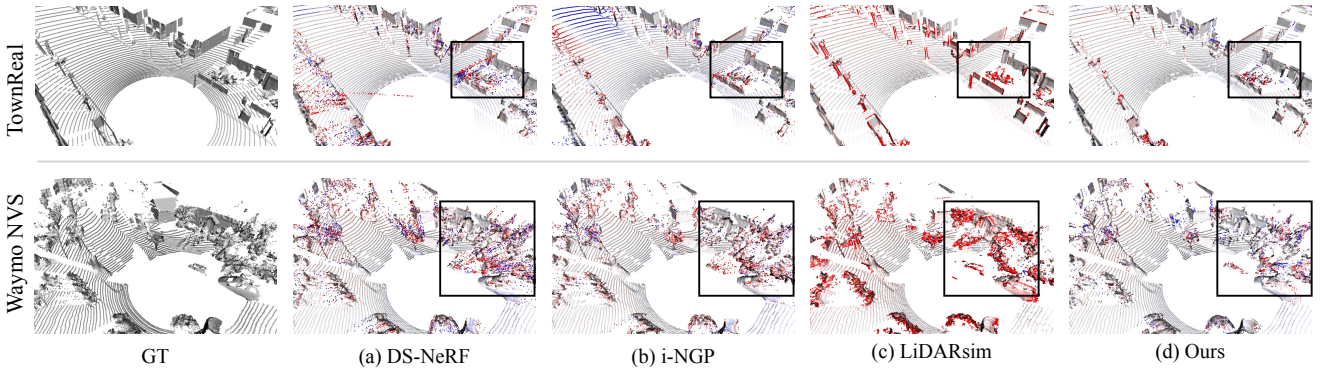 TownReal
Waymo NVS
GT
(a) DS-NeRF
(b) i-NGP
(c) LiDARsim
(d) Ours